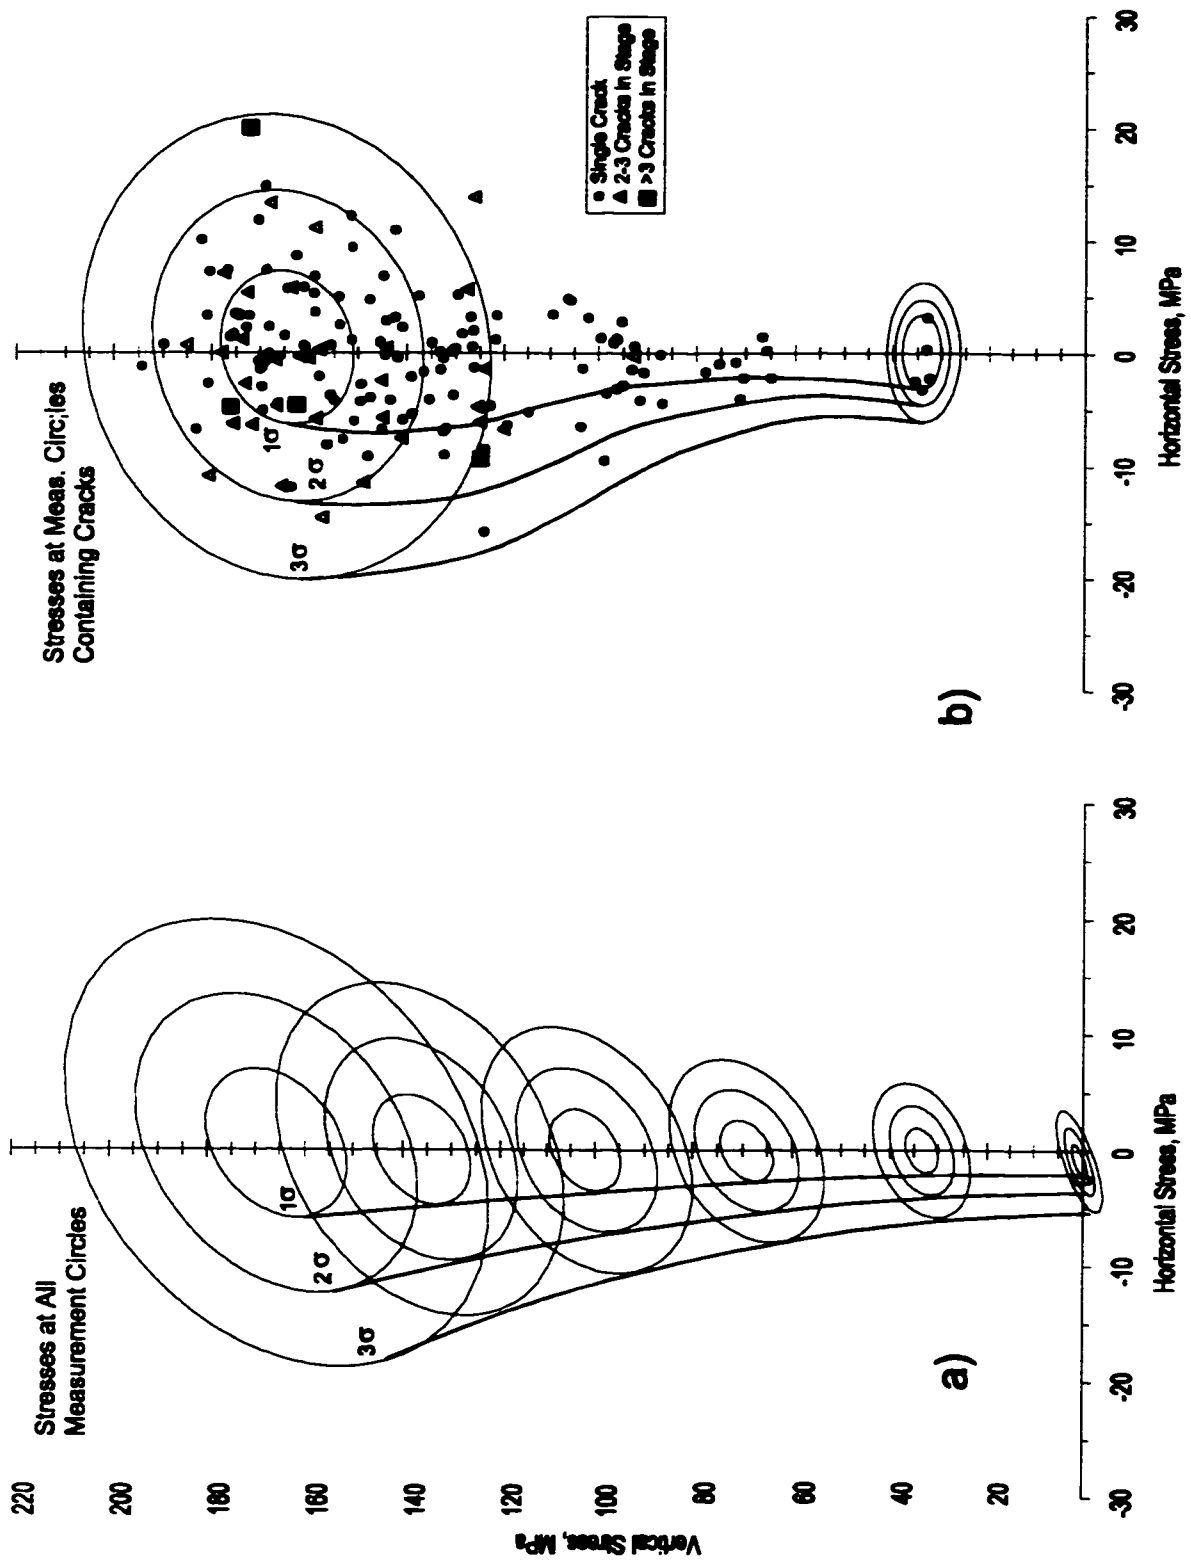 Stresses at All
Measurement Circles
220
200
180
160
140
120
100
80
60
40
20
Vertical Stress, MPa
1σ
2σ
3σ
-30
-20
-10
0
10
20
30
Horizontal Stress, MPa
a)
Stresses at Meas. Circ;les
Containing Cracks
1σ
2σ
3σ
Single Crack
2-3 Cracks in Stage
>3 Cracks in Stage
-30
-20
-10
0
10
20
30
Horizontal Stress, MPa
b)